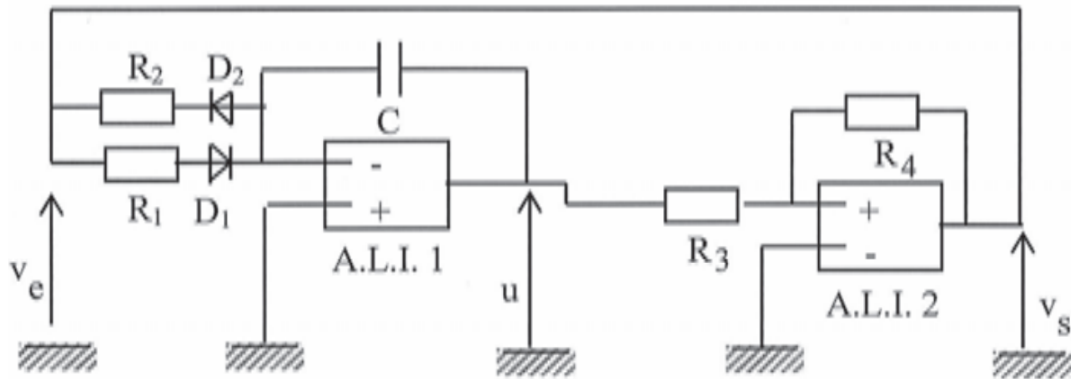 R₂
D₂
C
R₁
D₁
-
+
A.L.I. 1
vₑ
u
R₃
R₄
+
-
A.L.I. 2
vₛ